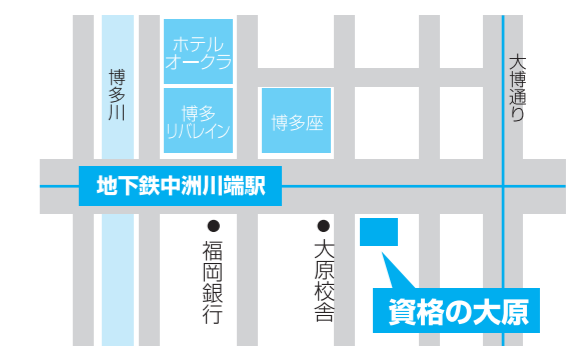 ホテル
オークラ
博多川
大博通り
博多
リバレイン
博多座
地下鉄中洲川端駅
福岡銀行
大原校舎
資格の大原